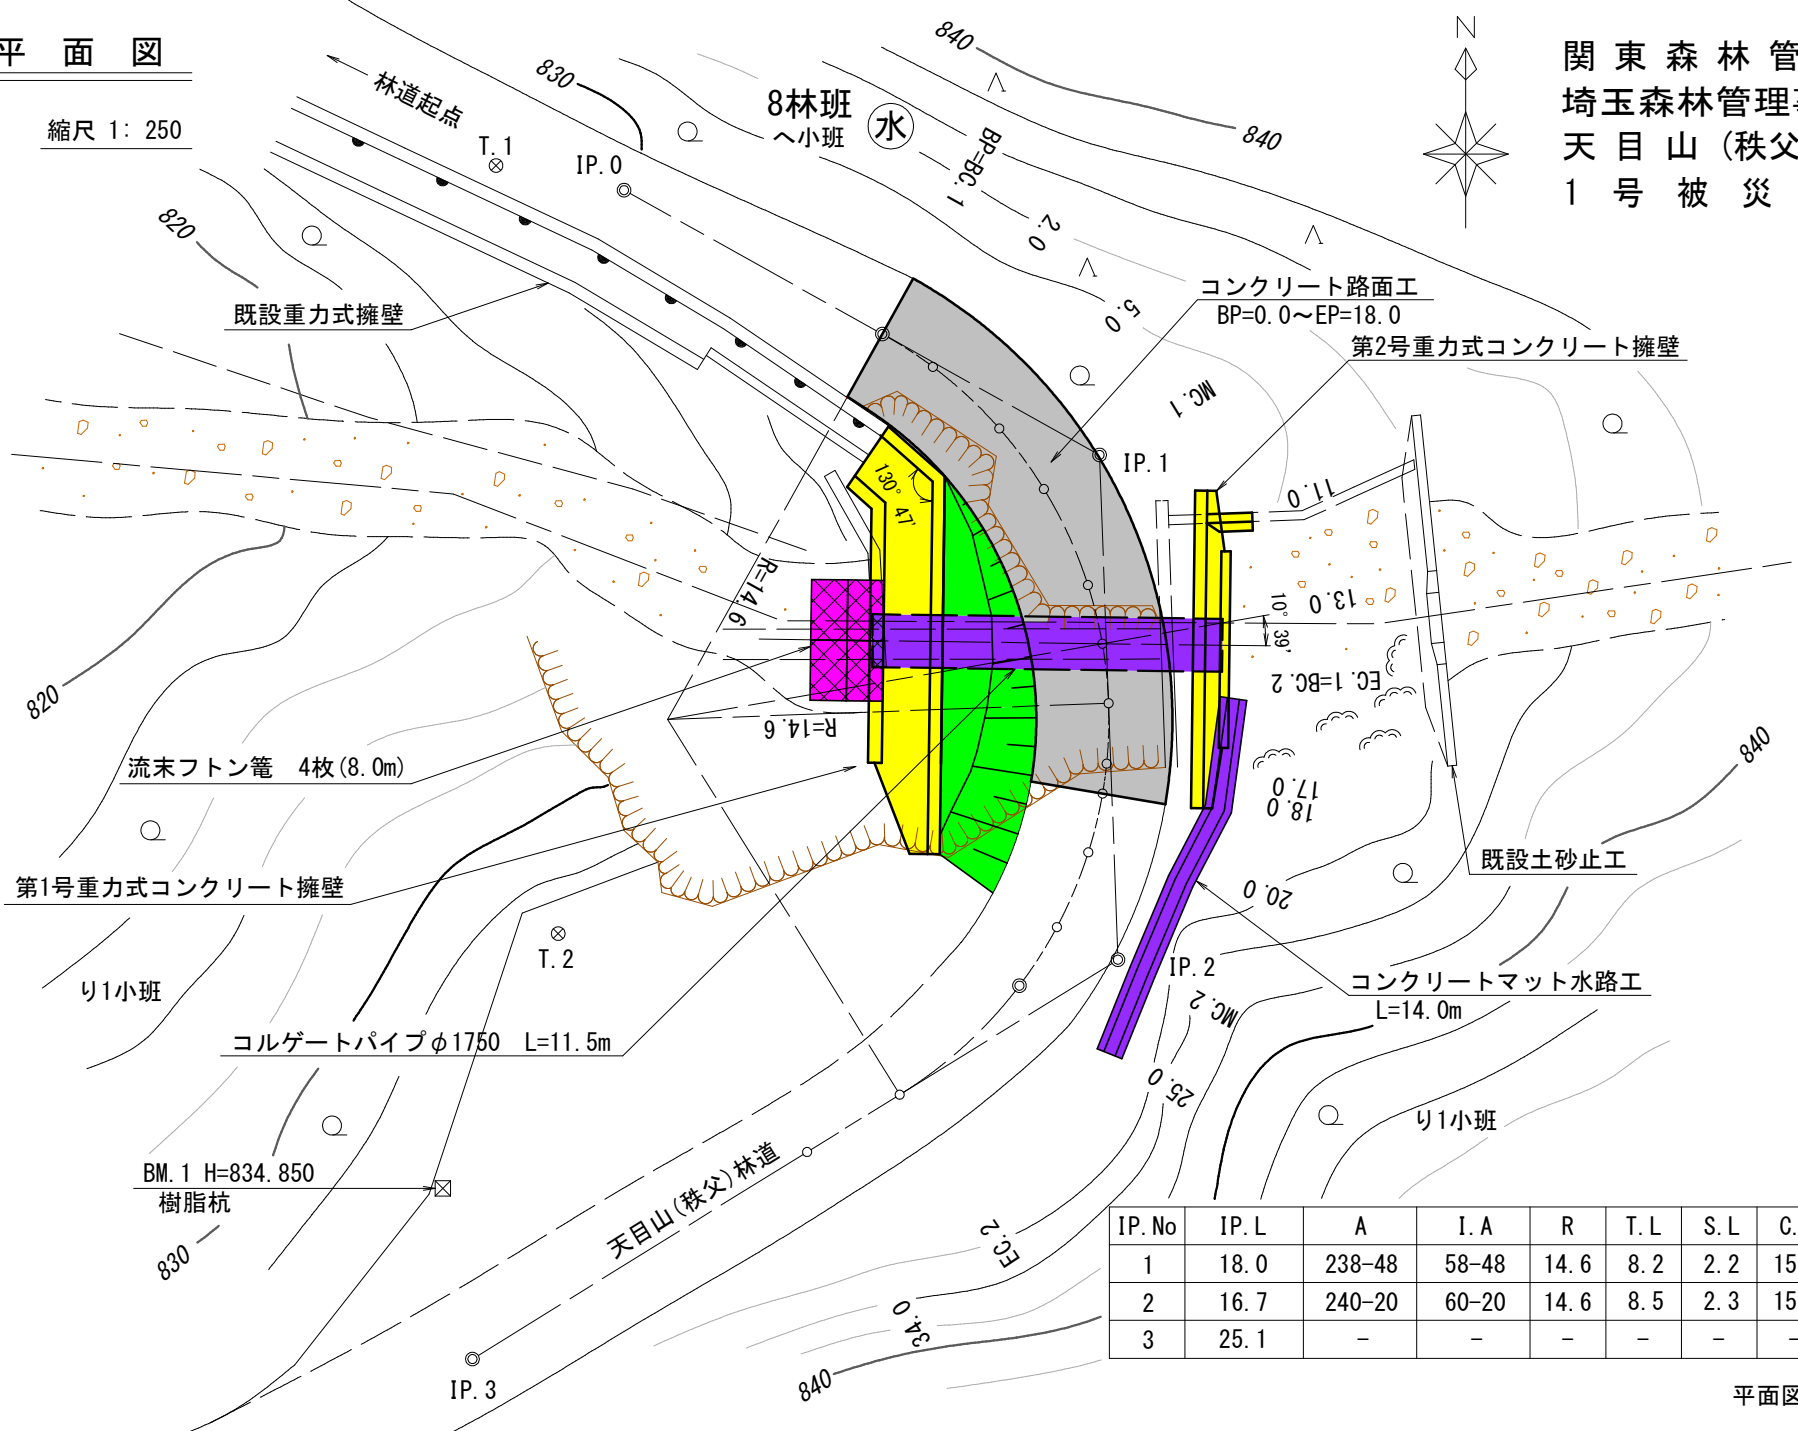 平 面 図
縮尺 1: 250
関 東 森 林 管
埼玉森林管理
天 目 山 (秩父
1 号 被 災
N
840
830
840
林道起点
T. 1
IP. 0
8林班
へ小班
水
BP=BC. 1
2. 0
5. 0
820
既設重力式擁壁
コンクリート路面工
BP=0.0～EP=18.0
第2号重力式コンクリート擁壁
MC. 1
IP. 1
11. 0
130° 47'
R=14. 6
13. 0
10° 39'
EC. 1=BC. 2
R=14. 6
820
流末フトン篭 4枚(8.0m)
17. 0
18. 0
840
第1号重力式コンクリート擁壁
既設土砂止工
20. 0
T. 2
IP. 2
り1小班
コンクリートマット水路工
L=14. 0m
MC. 2
コルゲートパイプφ1750 L=11.5m
25. 0
り1小班
BM. 1 H=834. 850
樹脂杭
天目山(秩父)林道
830
EC. 2
34. 0
840
IP. 3
IP. No IP. L A I. A R T. L S. L C.
1 18. 0 238-48 58-48 14. 6 8. 2 2. 2 15
2 16. 7 240-20 60-20 14. 6 8. 5 2. 3 15
3 25. 1 - - - - - -
平面図